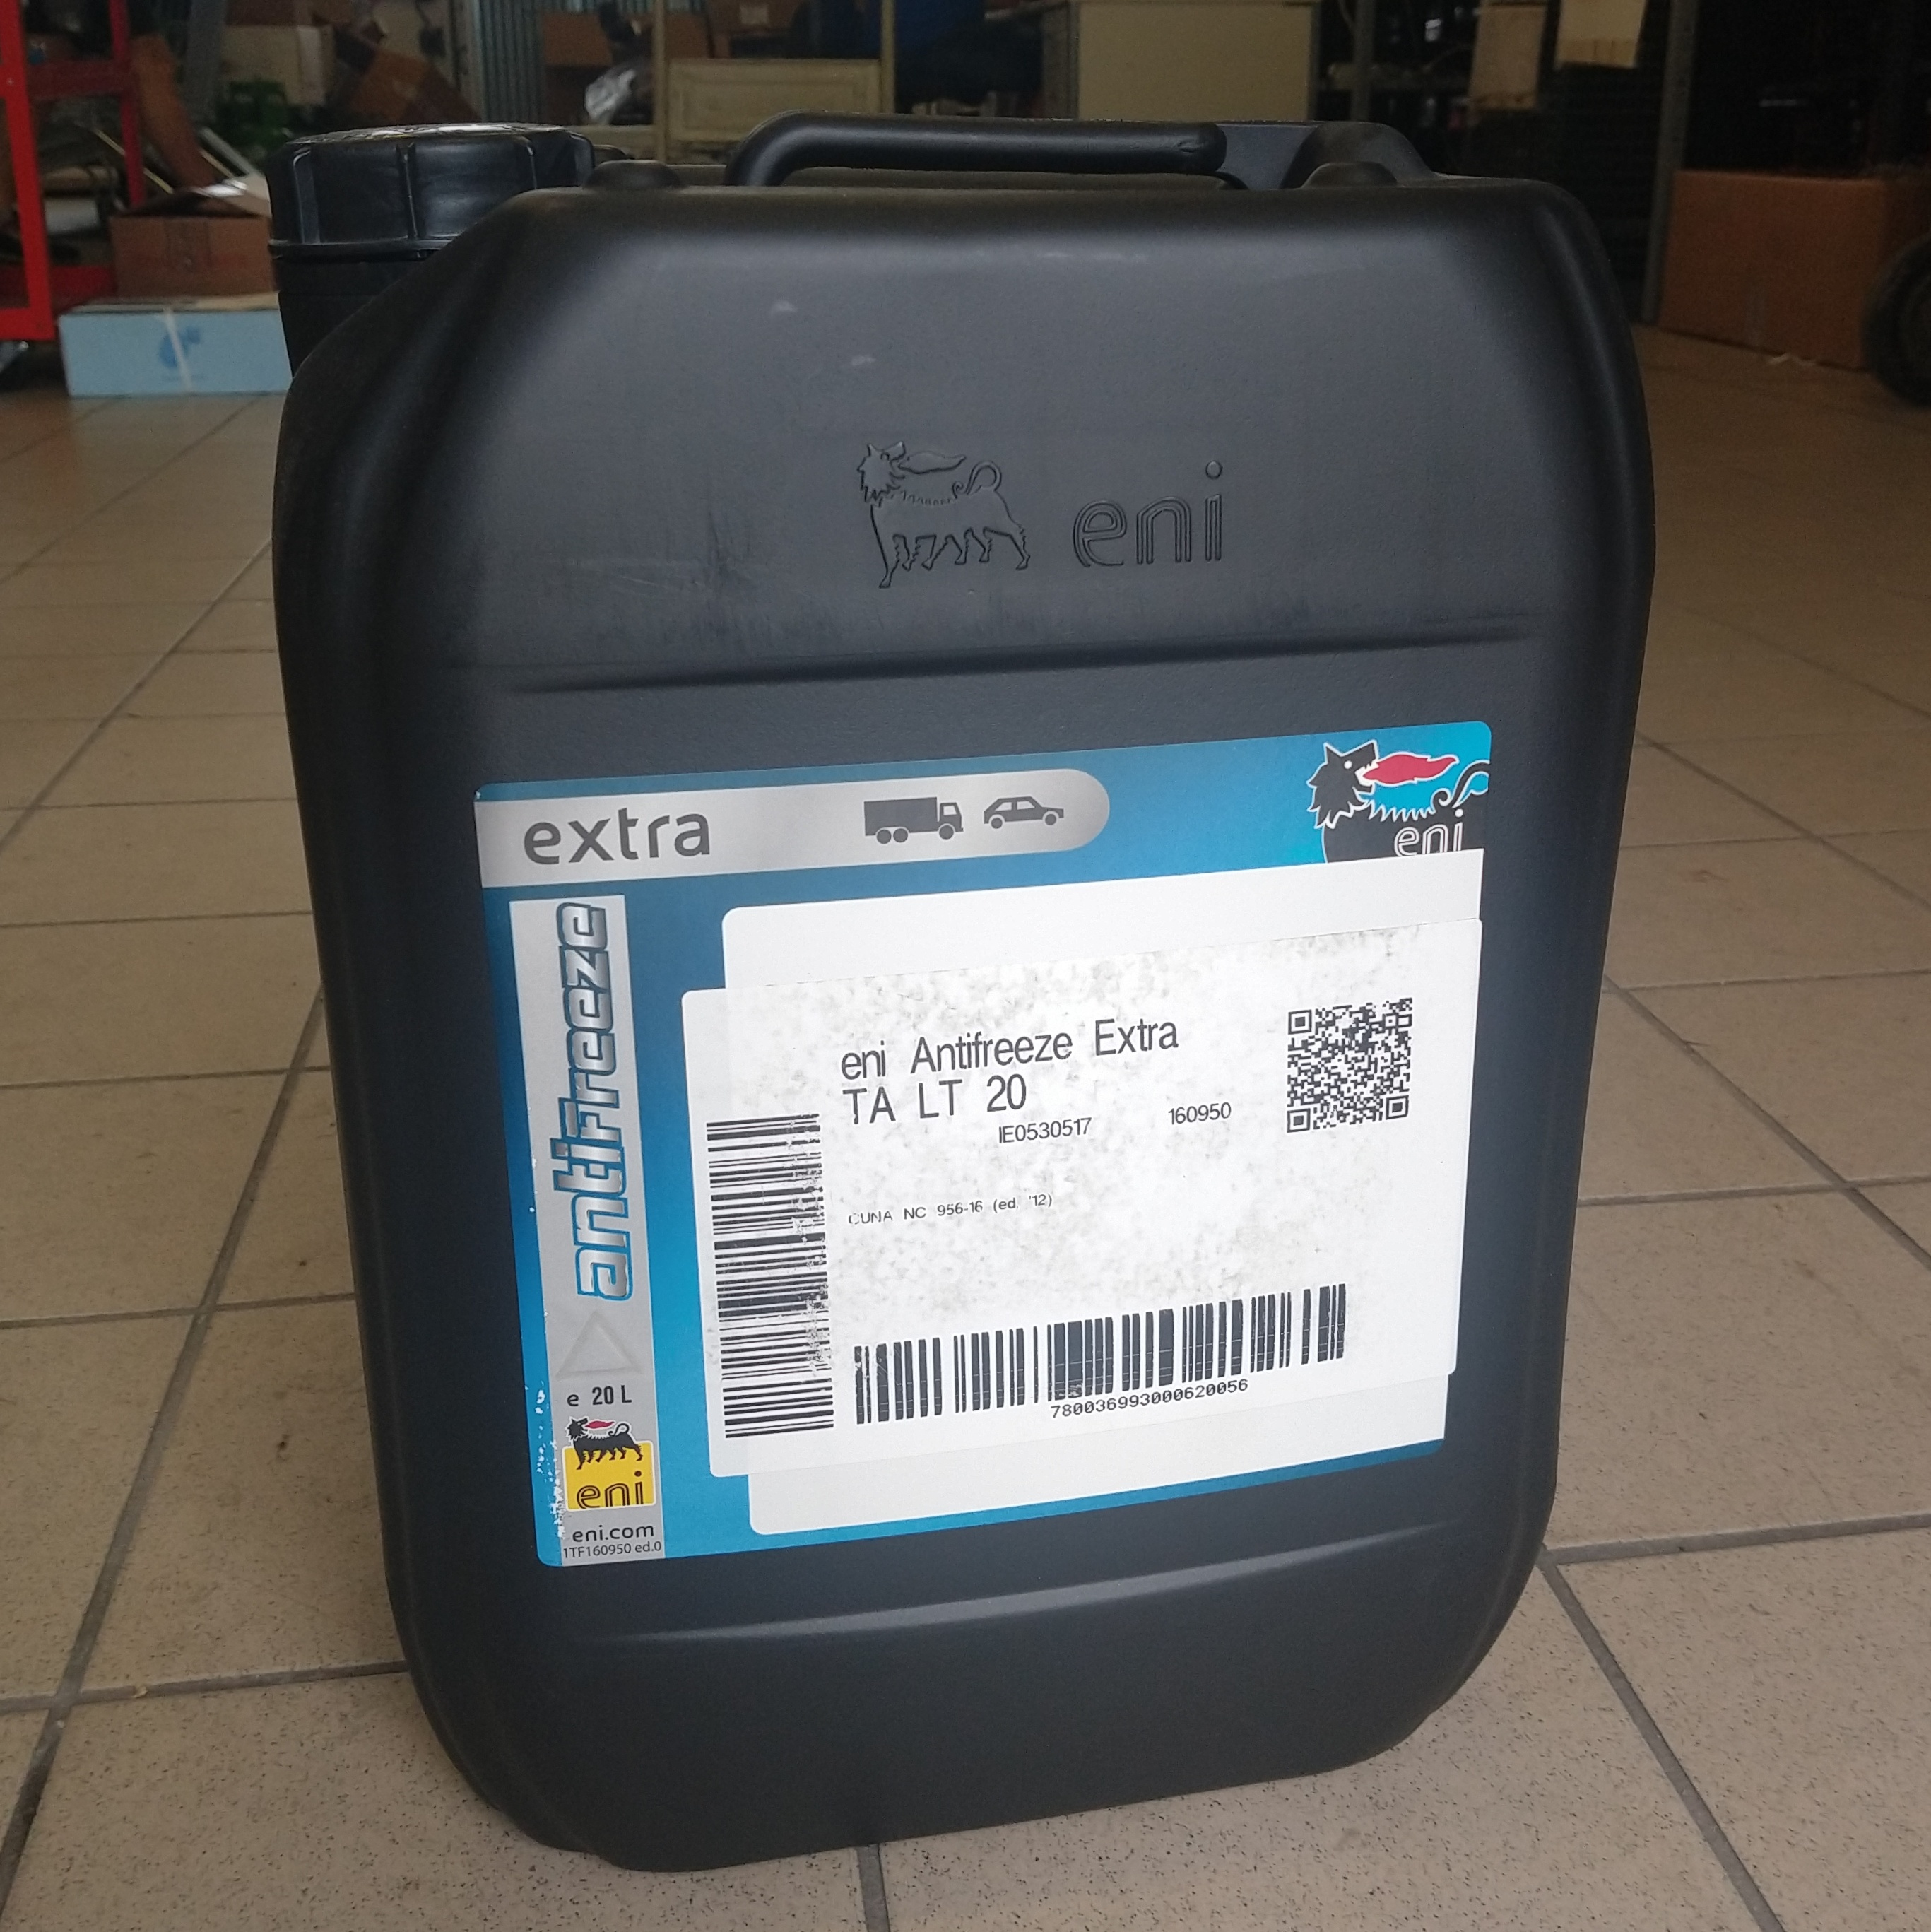 eni
extra
eni
antifreeze
eni Antifreeze Extra
TA LT 20
IE0530517 160950
CUNA NC 956-16 (ed. '12)
780036993000620056
e 20 L
eni
eni.com
1TF160950 ed.0